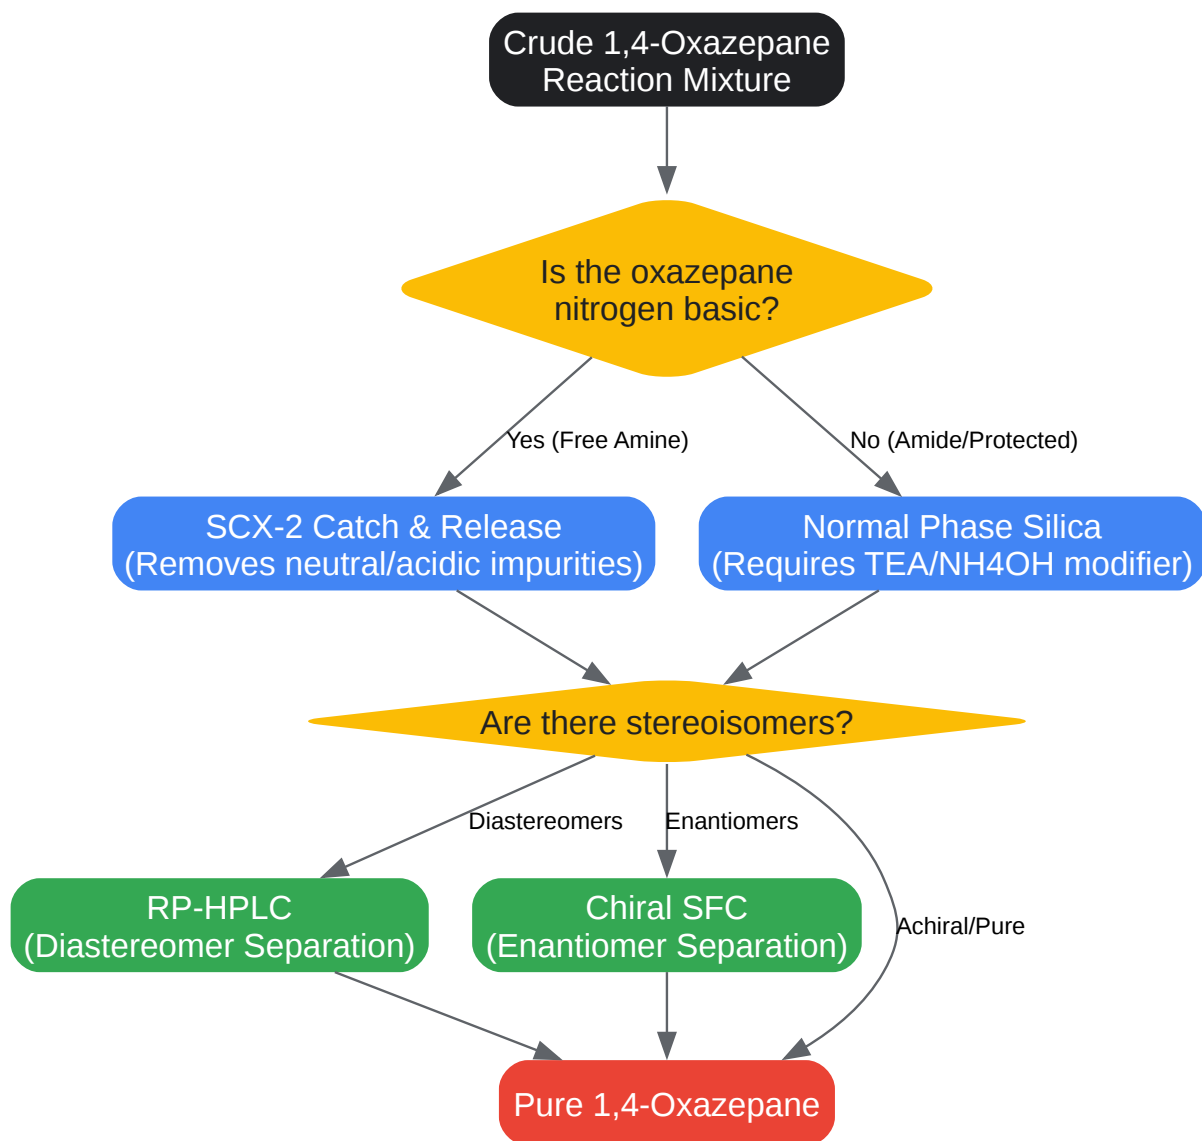 Crude 1,4-Oxazepane
Reaction Mixture
Is the oxazepane
nitrogen basic?
Yes (Free Amine)
No (Amide/Protected)
SCX-2 Catch & Release
(Removes neutral/acidic impurities)
Normal Phase Silica
(Requires TEA/NH4OH modifier)
Are there stereoisomers?
Diastereomers
Enantiomers
RP-HPLC
(Diastereomer Separation)
Chiral SFC
(Enantiomer Separation)
Achiral/Pure
Pure 1,4-Oxazepane